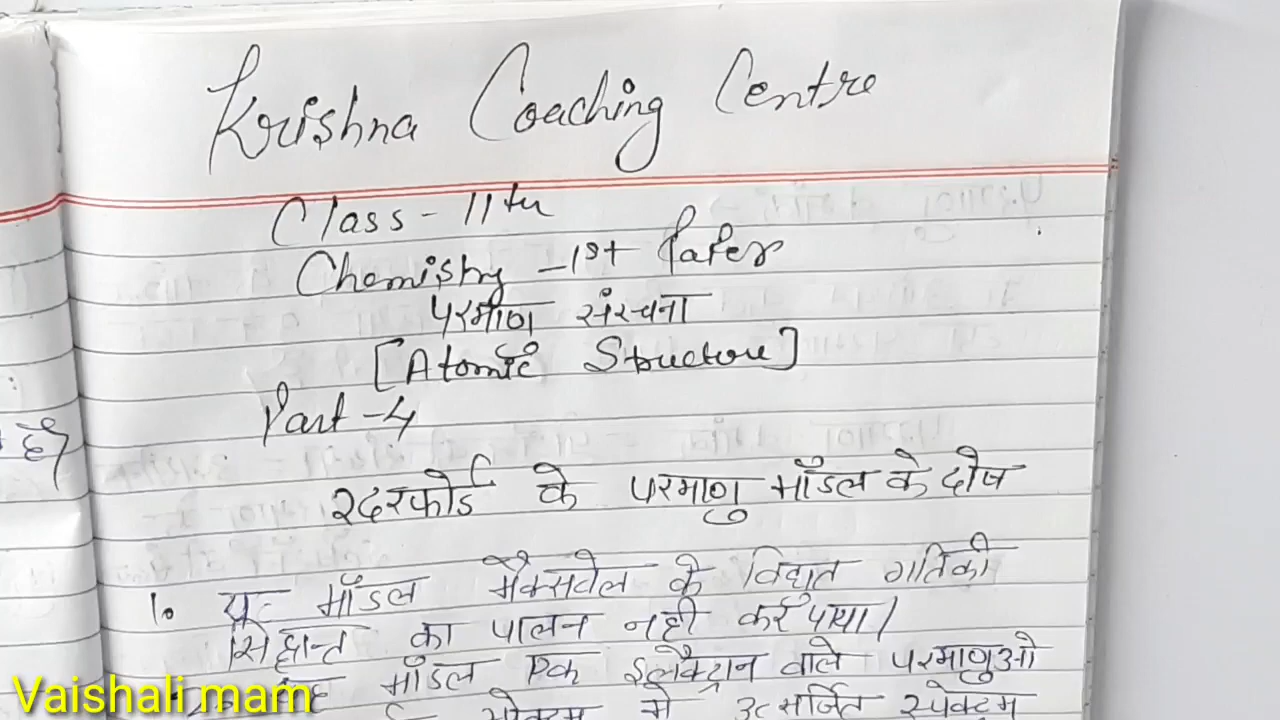 Krishna Coaching Centre
Class - 11th
Chemistry - 1st Paper
परमाणु संरचना
[Atomic Structure]
Part - 4
रदरफोर्ड के परमाणु मॉडल के दोष
1. यह मॉडल मैक्सवेल के विद्युत गतिकी
सिद्धान्त का पालन नही कर पाया।
मॉडल एक इलैक्ट्रान वाले परमाणुओ
मे उत्सर्जित स्पेक्ट्रम
है
Vaishali mam